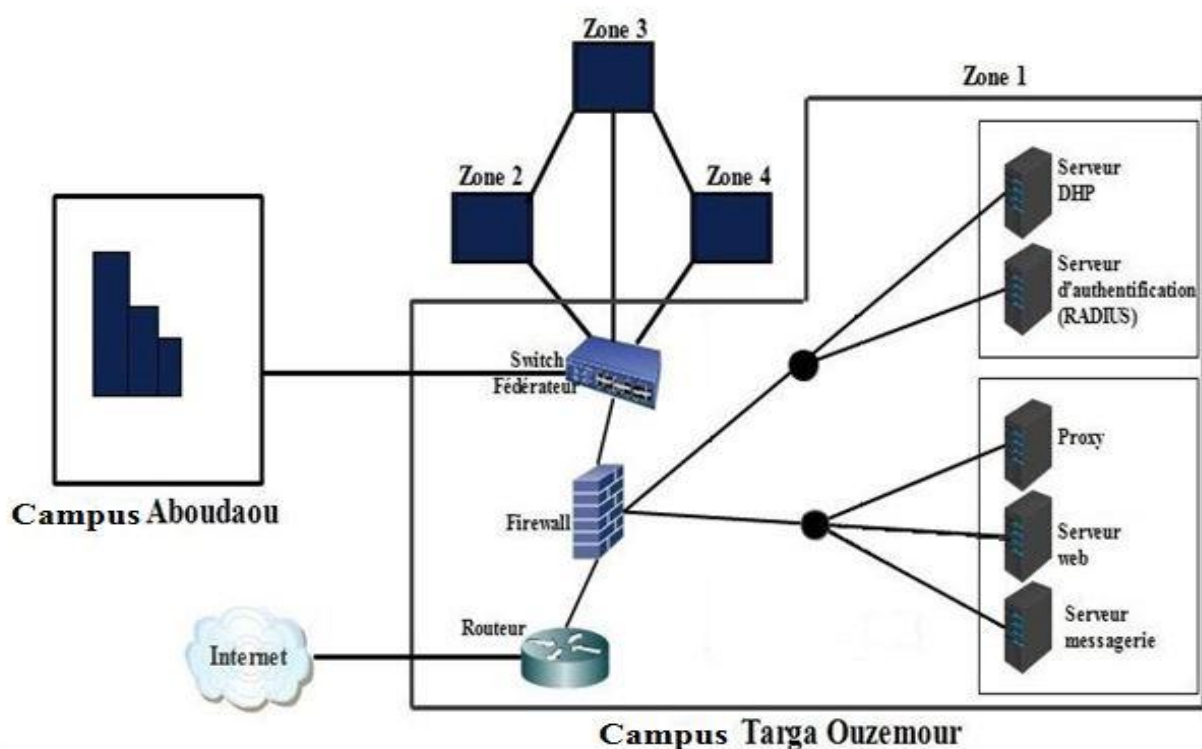 Zone 3
Zone 1
Zone 2
Zone 4
Serveur
DHP
Serveur
d'authentification
(RADIUS)
Switch
Fédérateur
Proxy
Campus Aboudaou
Firewall
Serveur
web
Routeur
Serveur
messagerie
Internet
Campus Targa Ouzemour